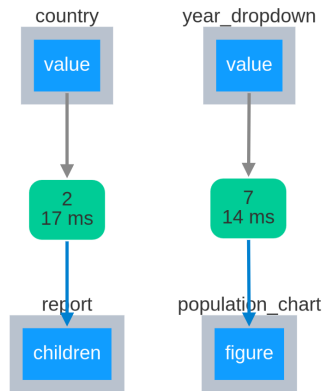 country
year_dropdown
value
value
2
17 ms
7
14 ms
report
population_chart
children
figure